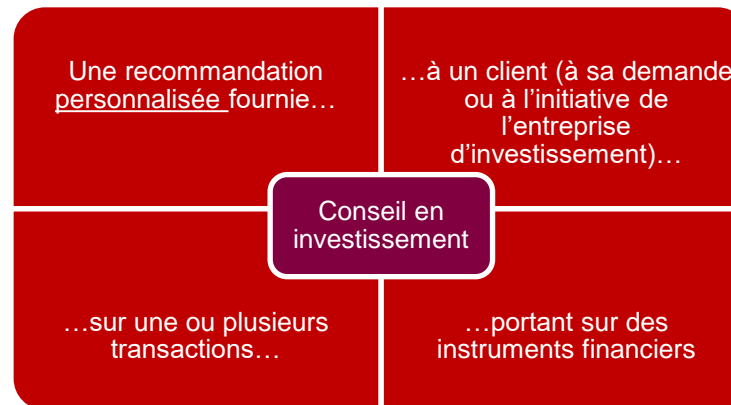 Une recommandation
personnalisée fournie…
…à un client (à sa demande
ou à l’initiative de
l’entreprise
d’investissement)…
Conseil en
investissement
…sur une ou plusieurs
transactions…
…portant sur des
instruments financiers